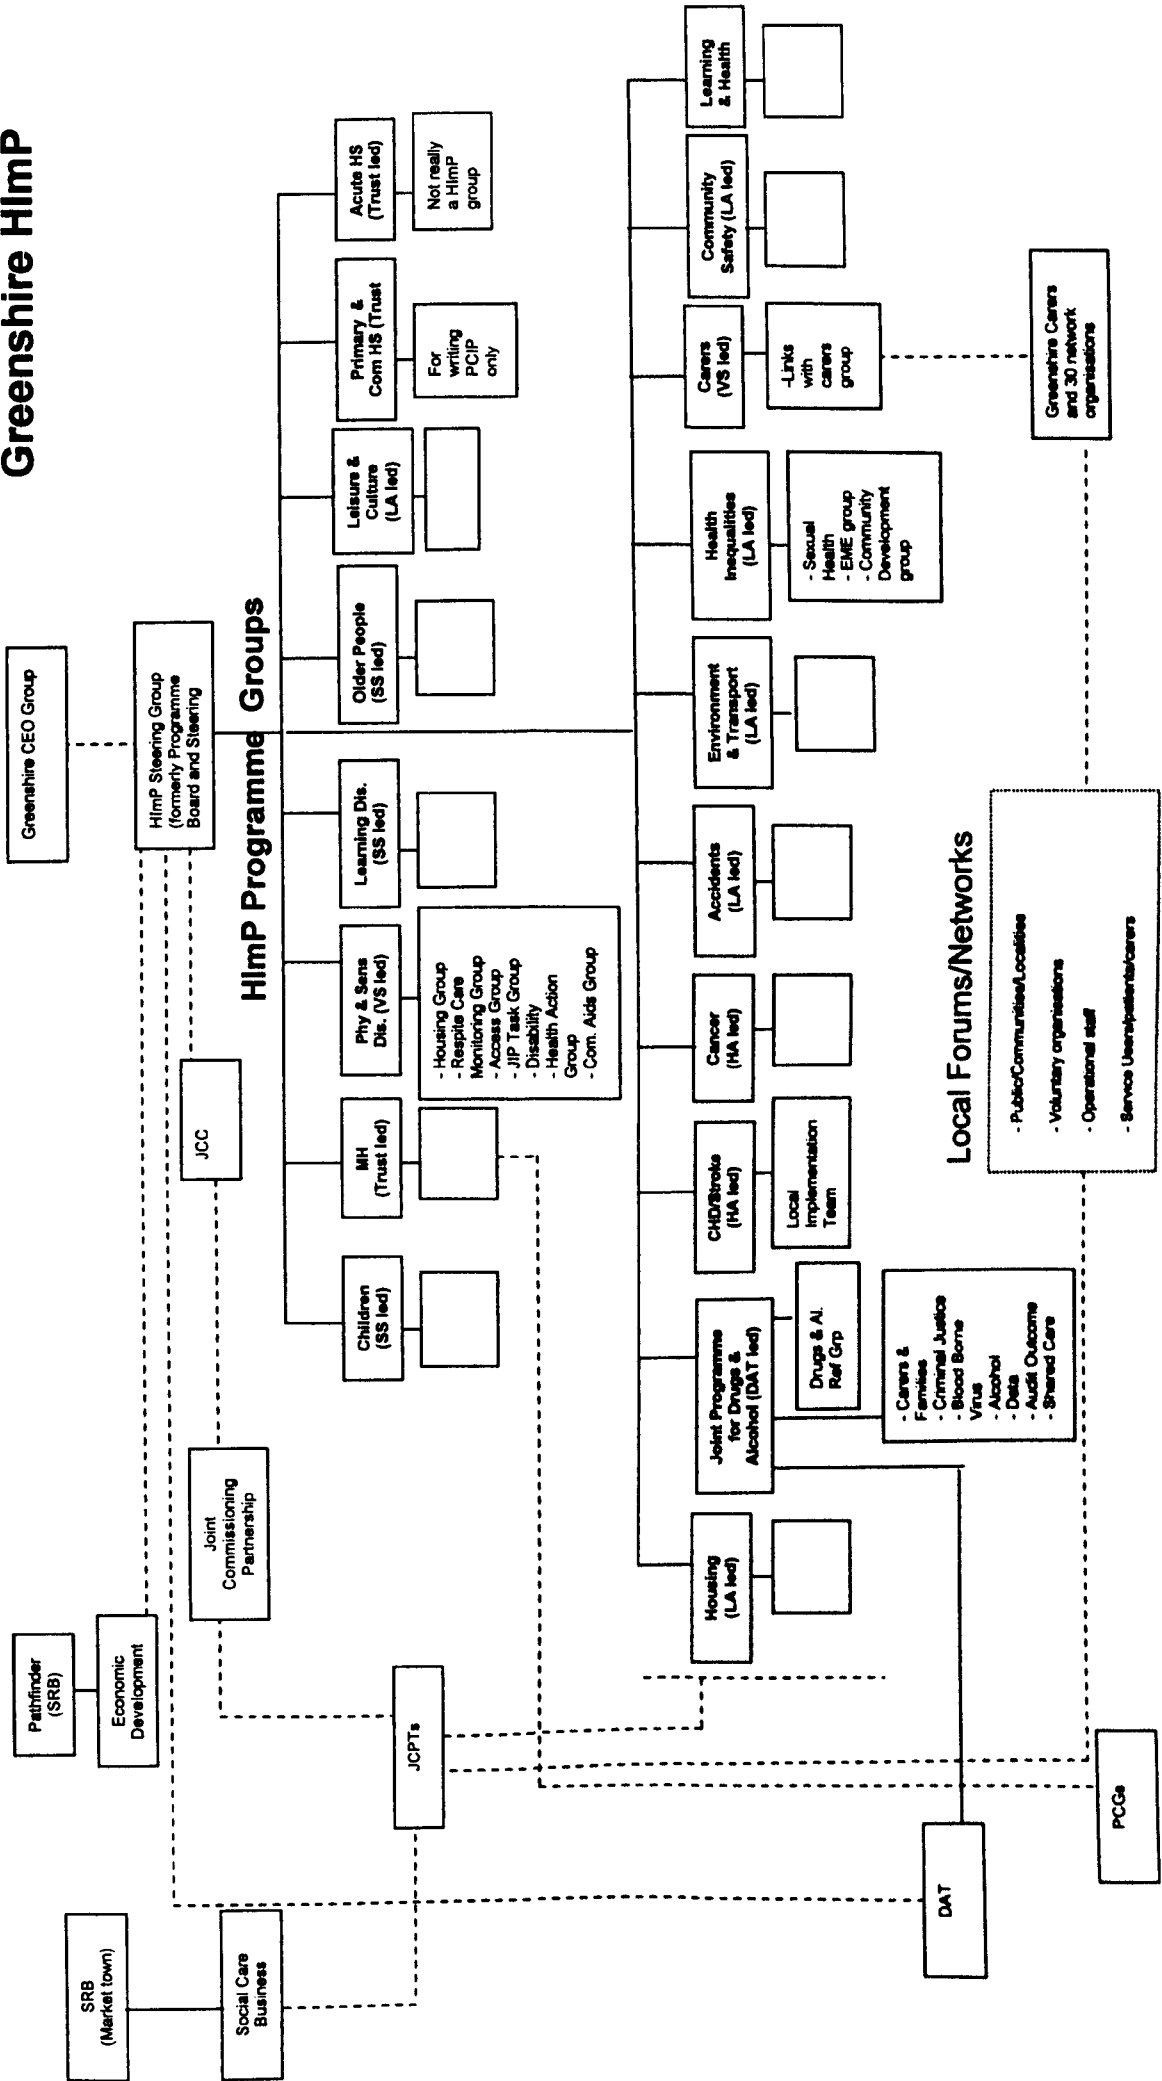 Greenshire HImP
Greenshire CEO Group
HImP Steering Group
(formerly Programme
Board and Steering
Pathfinder
(SRB)
Economic
Development
SRB
(Market town)
Social Care
Business
Joint
Commissioning
Partnership
JCC
JCPTs
HImP Programme Groups
Children
(SS led)
MH
(Trust led)
Phy & Sens
Dis. (VS led)
- Housing Group
- Respite Care
Monitoring Group
- Access Group
- JIP Task Group
- Disability
- Health Action
Group
- Com. Aids Group
Learning Dis.
(SS led)
Older People
(SS led)
Leisure &
Culture
(LA led)
Primary &
Com HS (Trust
For
writing
PCIP
only
Acute HS
(Trust led)
Not really
a HImP
group
Housing
(LA led)
Joint Programme
for Drugs &
Alcohol (DAT led)
Drugs & Al.
Ref Grp
- Carers &
Families
- Criminal Justice
- Blood Borne
Virus
- Alcohol
- Data
- Audit Outcome
- Shared Care
CHD/Stroke
(HA led)
Local
Implementation
Team
Cancer
(HA led)
Accidents
(LA led)
Environment
& Transport
(LA led)
Health
Inequalities
(LA led)
- Sexual
Health
- EME group
- Community
Development
group
Carers
(VS led)
-Links
with
carers
group
Community
Safety (LA led)
Learning
& Health
DAT
PCGs
Local Forums/Networks
- Public/Communities/Localities
- Voluntary organisations
- Operational staff
- Service Users/patients/carers
Greenshire Carers
and 30 network
organisations